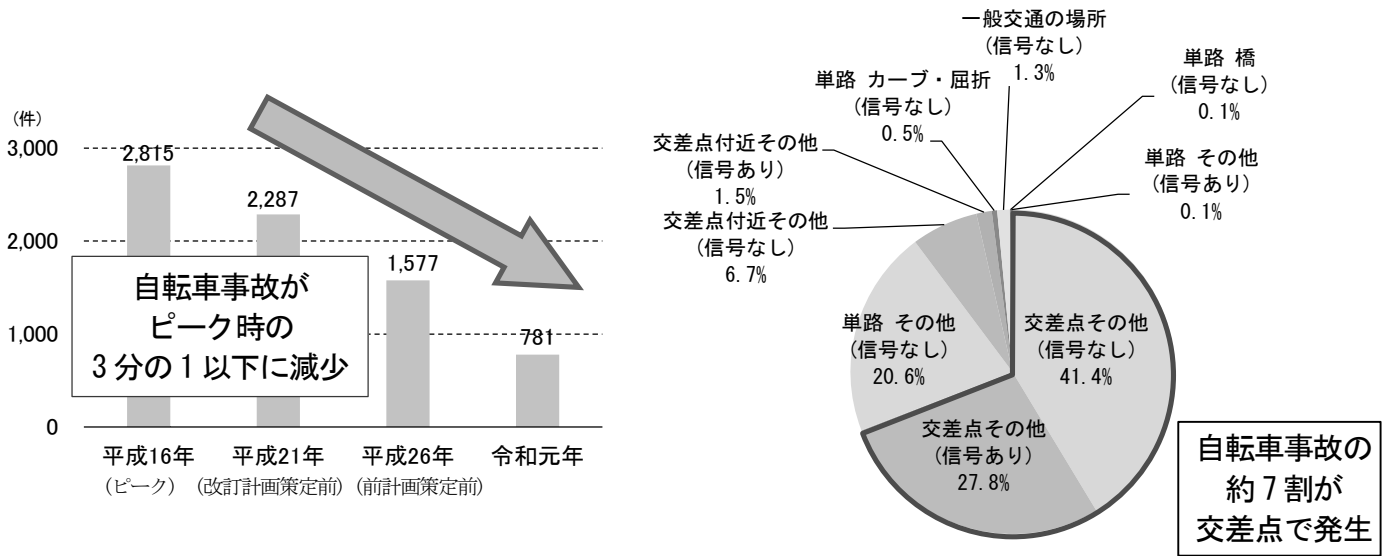 (件)
3,000
2,000
1,000
0
2,815
2,287
1,577
781
自転車事故が
ピーク時の
3分の1以下に減少
平成16年 平成21年 平成26年 令和元年
(ピーク) (改訂計画策定前) (前計画策定前)
一般交通の場所
(信号なし)
1.3%
単路 橋
(信号なし)
0.1%
単路 カーブ・屈折
(信号なし)
0.5%
交差点付近その他
(信号あり)
1.5%
単路 その他
(信号あり)
0.1%
交差点付近その他
(信号なし)
6.7%
単路 その他
(信号なし)
20.6%
交差点その他
(信号なし)
41.4%
交差点その他
(信号あり)
27.8%
自転車事故の
約7割が
交差点で発生